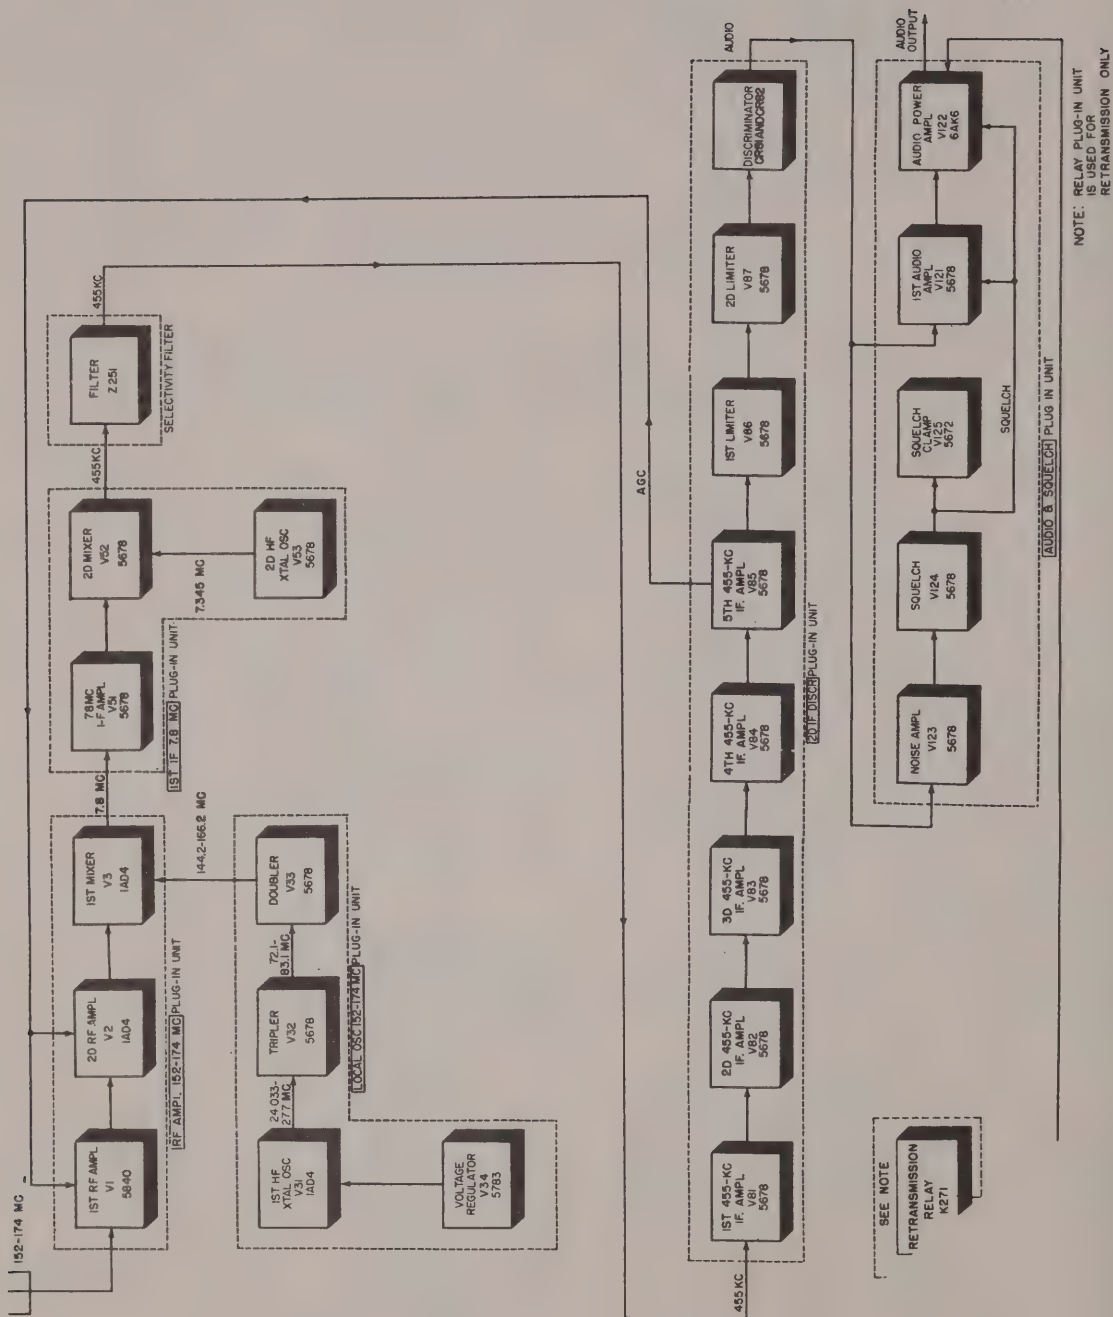 152-174 MC
1ST RF AMPL
V1
5840
2D RF AMPL
V2
1AD4
1ST MIXER
V3
1AD4
RF AMPL 152-174 MC PLUG-IN UNIT
7.8 MC
78MC
I-F AMPL
V51
5678
2D MIXER
V52
5678
2D HF
XTAL OSC
V53
5678
7.345 MC
1ST IF 7.8 MC PLUG-IN UNIT
455KC
FILTER
Z251
SELECTIVITY FILTER
455KC
144.2-166.2 MC
1ST HF
XTAL OSC
V31
1AD4
24.033-
27.7 MC
TRIPLER
V32
5678
72.1-
83.1 MC
DOUBLER
V33
5678
VOLTAGE
REGULATOR
V34
5783
LOCAL OSC 152-174 MC PLUG-IN UNIT
AGC
455KC
1ST 455-KC
IF. AMPL
V81
5678
2D 455-KC
IF. AMPL
V82
5678
3D 455-KC
IF. AMPL
V83
5678
4TH 455-KC
IF. AMPL
V84
5678
5TH 455-KC
IF. AMPL
V85
5678
1ST LIMITER
V86
5678
2D LIMITER
V87
5678
DISCRIMINATOR
CR81ANDCR82
AUDIO
2D IF DISCR PLUG-IN UNIT
NOISE AMPL
V123
5678
SQUELCH
V124
5678
SQUELCH
CLAMP
V125
5672
1ST AUDIO
AMPL
V121
5678
AUDIO POWER
AMPL
V122
6AK6
AUDIO
OUTPUT
SQUELCH
AUDIO & SQUELCH PLUG IN UNIT
SEE NOTE
RETRANSMISSION
RELAY
K271
NOTE: RELAY PLUG-IN UNIT
IS USED FOR
RETRANSMISSION ONLY